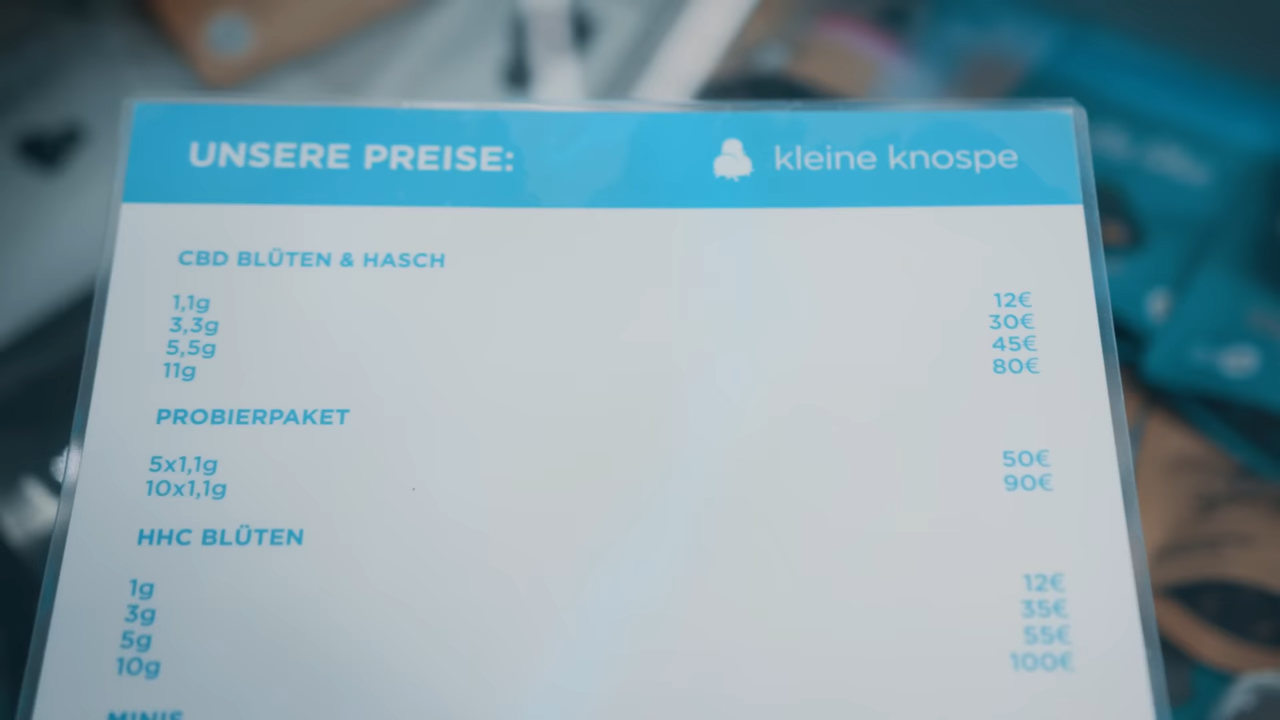 UNSERE PREISE: kleine knospe
CBD BLÜTEN & HASCH
1,1g 12€
3,3g 30€
5,5g 45€
11g 80€
PROBIERPAKET
5x1,1g 50€
10x1,1g 90€
HHC BLÜTEN
1g 12€
3g 35€
5g 55€
10g 100€
MINIS